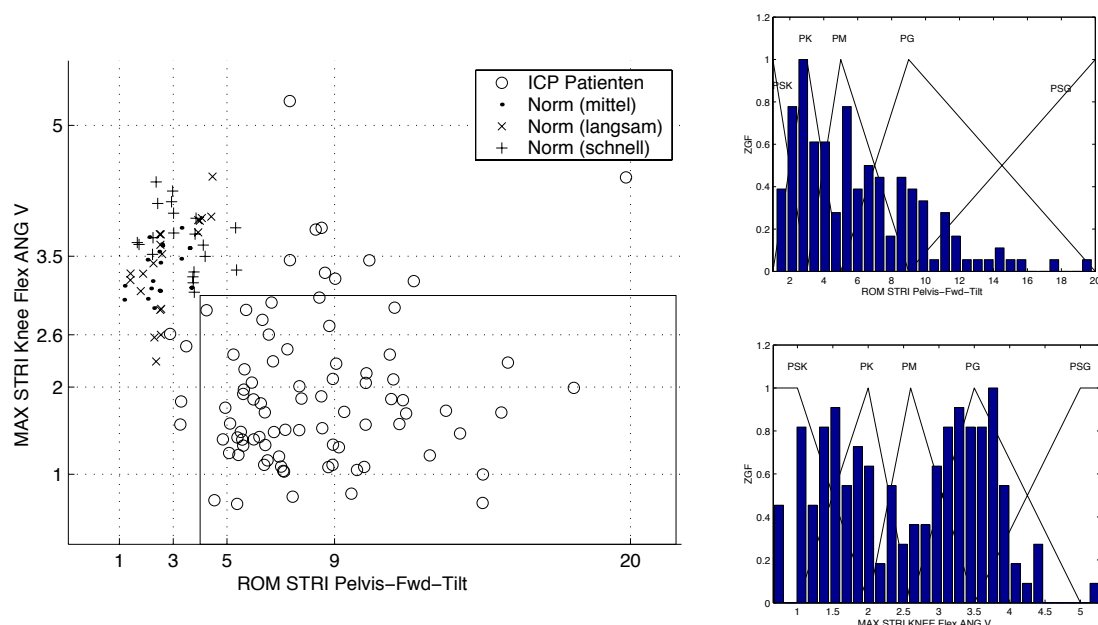 ICP Patienten
Norm (mittel)
Norm (langsam)
Norm (schnell)
MAX STRI Knee Flex ANG V
5
3.5
2.6
2
1
1 3 5 9 20
ROM STRI Pelvis−Fwd−Tilt
1.2
1
0.8
0.6
0.4
0.2
0
ZGF
PSK PK PM PG PSG
2 4 6 8 10 12 14 16 18 20
ROM STRI Pelvis−Fwd−Tilt
1.2
1
0.8
0.6
0.4
0.2
0
ZGF
PSK PK PM PG PSG
1 1.5 2 2.5 3 3.5 4 4.5 5
MAX STRI KNEE Flex ANG V